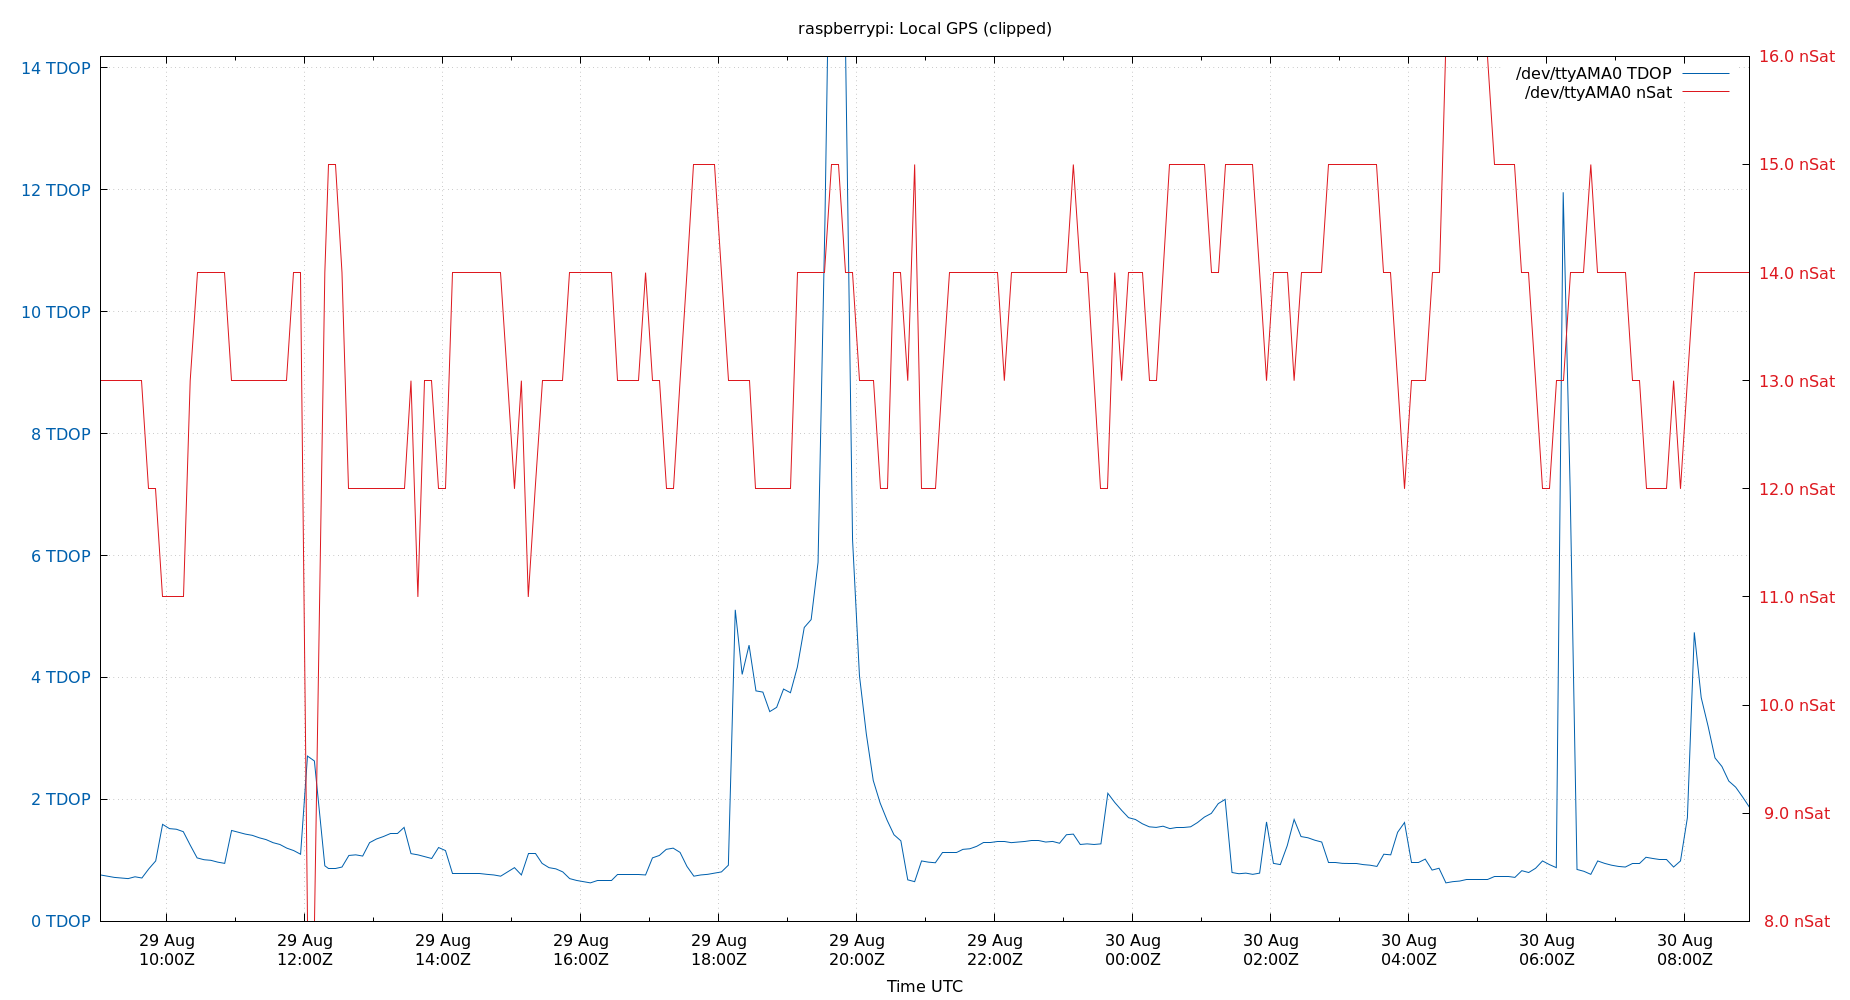 raspberrypi: Local GPS (clipped)
14 TDOP
12 TDOP
10 TDOP
8 TDOP
6 TDOP
4 TDOP
2 TDOP
0 TDOP
16.0 nSat
15.0 nSat
14.0 nSat
13.0 nSat
12.0 nSat
11.0 nSat
10.0 nSat
9.0 nSat
8.0 nSat
/dev/ttyAMA0 TDOP
/dev/ttyAMA0 nSat
29 Aug
10:00Z
29 Aug
12:00Z
29 Aug
14:00Z
29 Aug
16:00Z
29 Aug
18:00Z
29 Aug
20:00Z
29 Aug
22:00Z
30 Aug
00:00Z
30 Aug
02:00Z
30 Aug
04:00Z
30 Aug
06:00Z
30 Aug
08:00Z
Time UTC